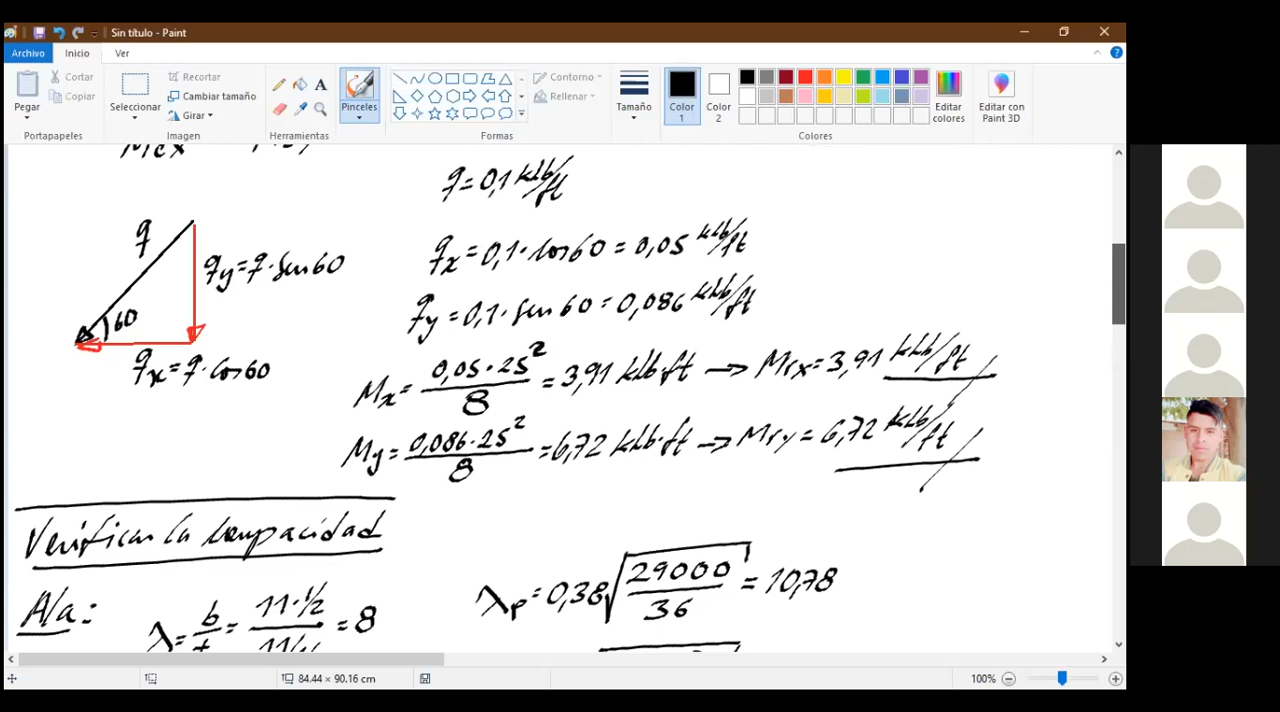 Sin título - Paint
Archivo Inicio Ver
Pegar
Cortar
Copiar
Portapapeles
Seleccionar
Recortar
Cambiar tamaño
Girar
Imagen
A
Herramientas
Pinceles
Contorno
Rellenar
Formas
Tamaño
Color 1
Color 2
Editar colores
Colores
Editar con Paint 3D
q=0,1 klb/ft
q
qy=q·sen60
60
qx=q·cos60
qx=0,1·cos60=0,05 klb/ft
qy=0,1·sen60=0,086 klb/ft
Mx= 0,05·25²/8 =3,91 klb·ft → Mrx=3,91 klb/ft
My= 0,086·25²/8 =6,72 klb·ft → Mry=6,72 klb/ft
Verificar la compacidad
Ala:
λ= b/t = 11·1/2 / 11/4 =8
λp=0,38√29000/36 =10,78
84.44 × 90.16 cm
100%